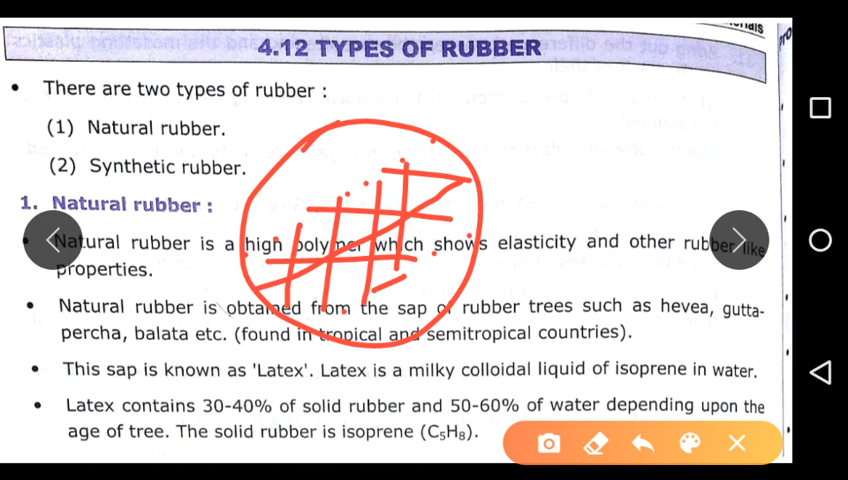 4.12 TYPES OF RUBBER
• There are two types of rubber :
(1) Natural rubber.
(2) Synthetic rubber.
1. Natural rubber :
• Natural rubber is a high polymer which shows elasticity and other rubber like
properties.
• Natural rubber is obtained from the sap of rubber trees such as hevea, gutta-
percha, balata etc. (found in tropical and semitropical countries).
• This sap is known as 'Latex'. Latex is a milky colloidal liquid of isoprene in water.
• Latex contains 30-40% of solid rubber and 50-60% of water depending upon the
age of tree. The solid rubber is isoprene (C₅H₈).